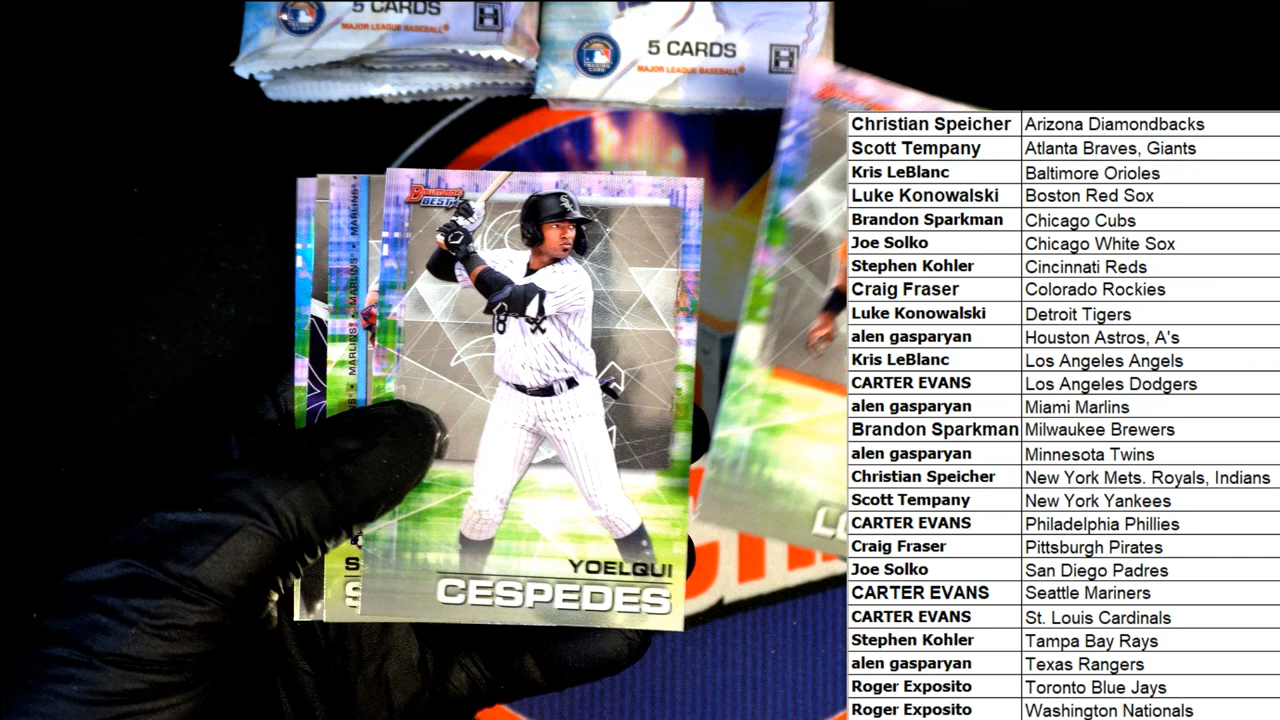 5 CARDS
MAJOR LEAGUE BASEBALL
5 CARDS
MAJOR LEAGUE BASEBALL
Bowman's
BEST
MARLINS • MARLINS • MARLINS
YOELQUI
CESPEDES
Christian Speicher Arizona Diamondbacks
Scott Tempany Atlanta Braves, Giants
Kris LeBlanc Baltimore Orioles
Luke Konowalski Boston Red Sox
Brandon Sparkman Chicago Cubs
Joe Solko Chicago White Sox
Stephen Kohler Cincinnati Reds
Craig Fraser Colorado Rockies
Luke Konowalski Detroit Tigers
alen gasparyan Houston Astros, A's
Kris LeBlanc Los Angeles Angels
CARTER EVANS Los Angeles Dodgers
alen gasparyan Miami Marlins
Brandon Sparkman Milwaukee Brewers
alen gasparyan Minnesota Twins
Christian Speicher New York Mets. Royals, Indians
Scott Tempany New York Yankees
CARTER EVANS Philadelphia Phillies
Craig Fraser Pittsburgh Pirates
Joe Solko San Diego Padres
CARTER EVANS Seattle Mariners
CARTER EVANS St. Louis Cardinals
Stephen Kohler Tampa Bay Rays
alen gasparyan Texas Rangers
Roger Exposito Toronto Blue Jays
Roger Exposito Washington Nationals